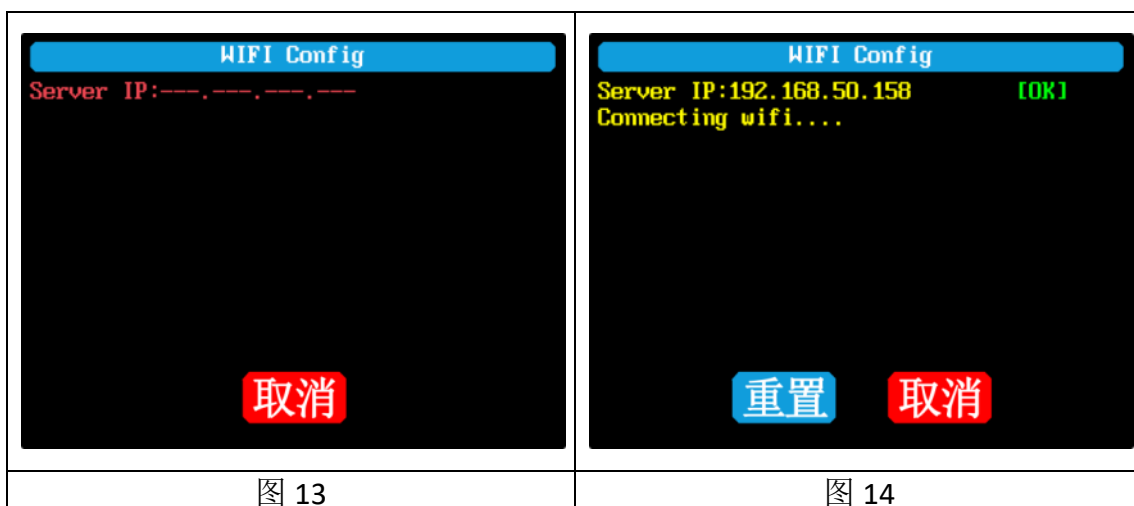 WIFI Config
Server IP:---.---.---.---
取消
图 13
WIFI Config
Server IP:192.168.50.158 [OK]
Connecting wifi....
重置 取消
图 14